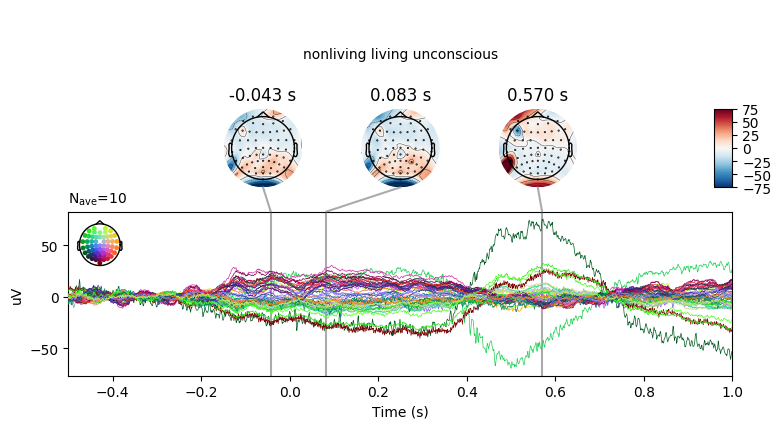 nonliving living unconscious
-0.043 s 0.083 s 0.570 s
75
50
25
0
−25
−50
−75
Nave=10
50
0
−50
uV
−0.4 −0.2 0.0 0.2 0.4 0.6 0.8 1.0
Time (s)